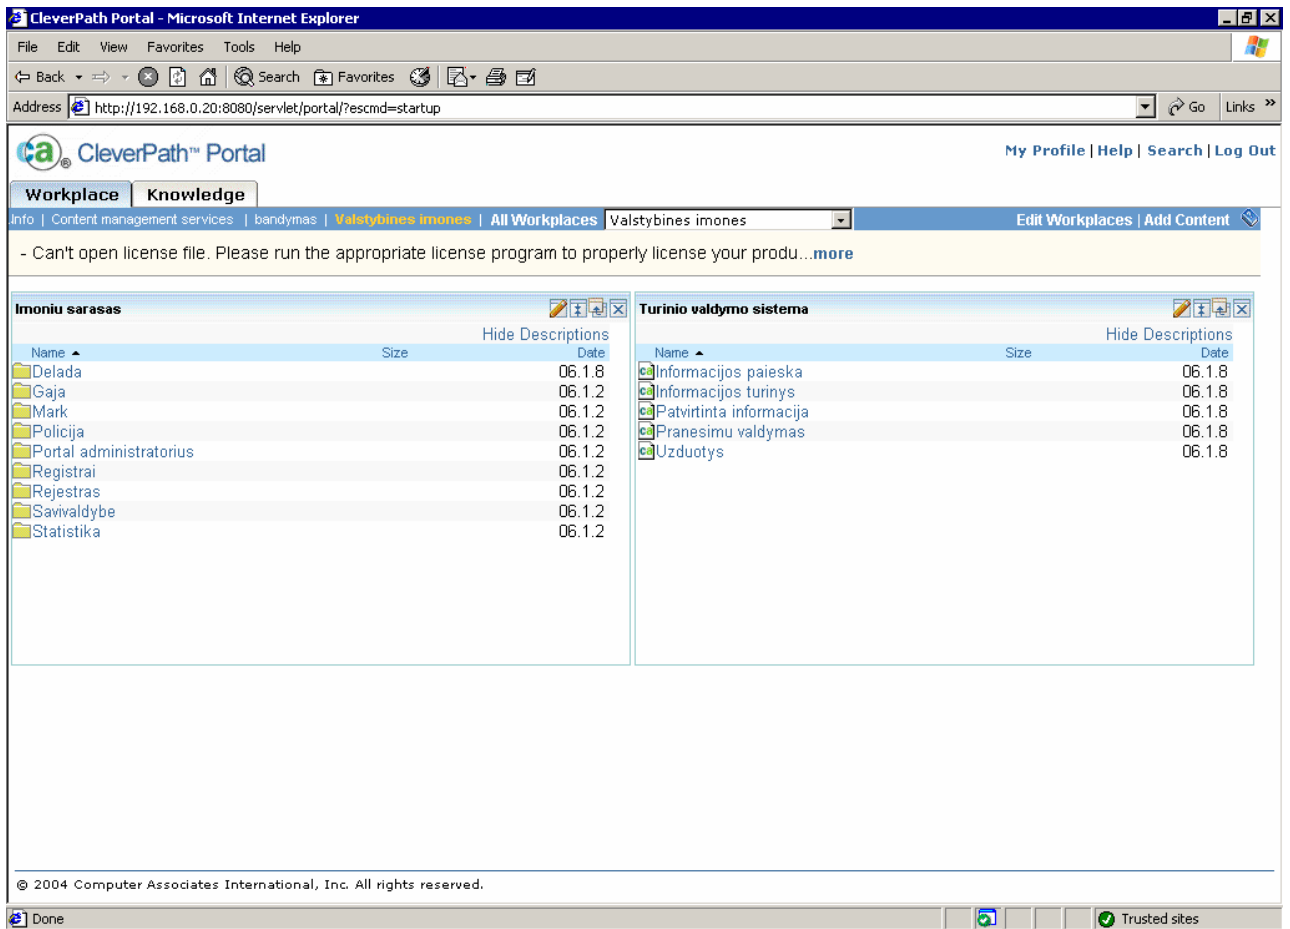 CleverPath Portal - Microsoft Internet Explorer
File Edit View Favorites Tools Help
Back Search Favorites
Address http://192.168.0.20:8080/servlet/portal/?escmd=startup Go Links »
ca® CleverPath™ Portal
My Profile | Help | Search | Log Out
Workplace Knowledge
Info | Content management services | bandymas | Valstybines imones | All Workplaces Valstybines imones Edit Workplaces | Add Content
- Can't open license file. Please run the appropriate license program to properly license your produ...more
Imoniu sarasas
Hide Descriptions
Name Size Date
Delada 06.1.8
Gaja 06.1.2
Mark 06.1.2
Policija 06.1.2
Portal administratorius 06.1.2
Registrai 06.1.2
Rejestras 06.1.2
Savivaldybe 06.1.2
Statistika 06.1.2
Turinio valdymo sistema
Hide Descriptions
Name Size Date
Informacijos paieska 06.1.8
Informacijos turinys 06.1.8
Patvirtinta informacija 06.1.8
Pranesimu valdymas 06.1.8
Uzduotys 06.1.8
© 2004 Computer Associates International, Inc. All rights reserved.
Done Trusted sites